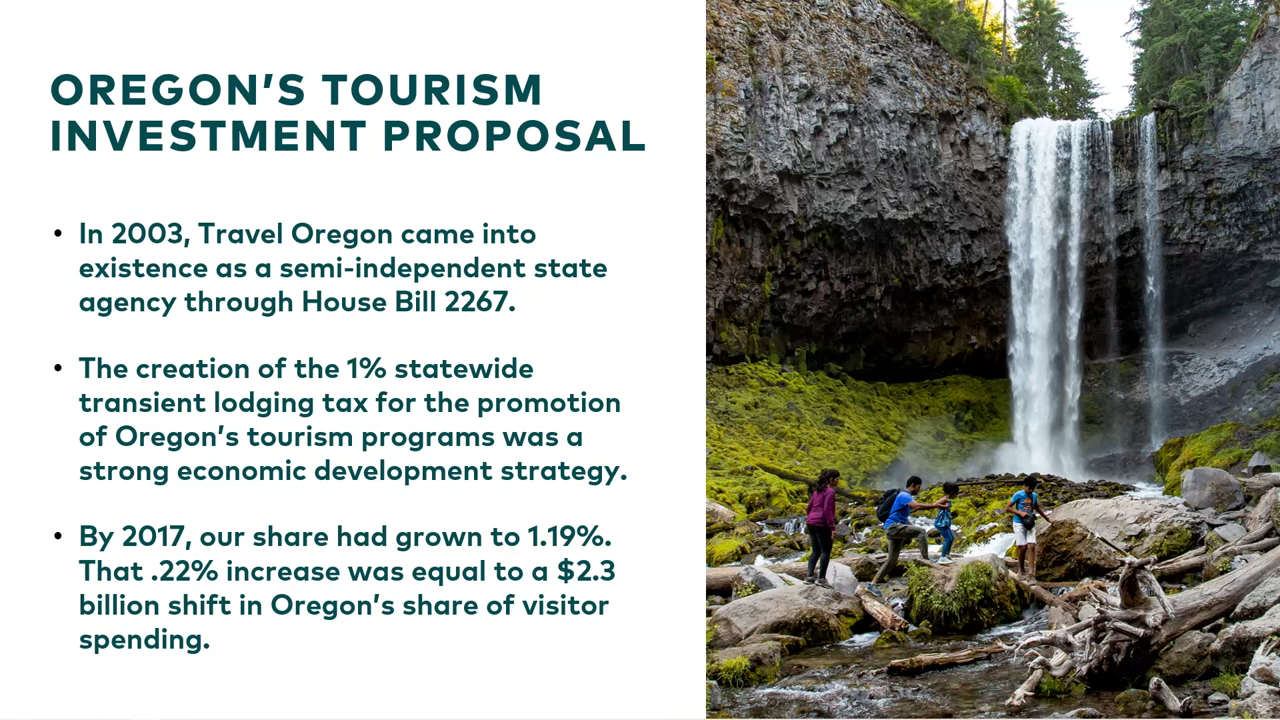 OREGON’S TOURISM
INVESTMENT PROPOSAL
• In 2003, Travel Oregon came into
existence as a semi-independent state
agency through House Bill 2267.
• The creation of the 1% statewide
transient lodging tax for the promotion
of Oregon’s tourism programs was a
strong economic development strategy.
• By 2017, our share had grown to 1.19%.
That .22% increase was equal to a $2.3
billion shift in Oregon’s share of visitor
spending.